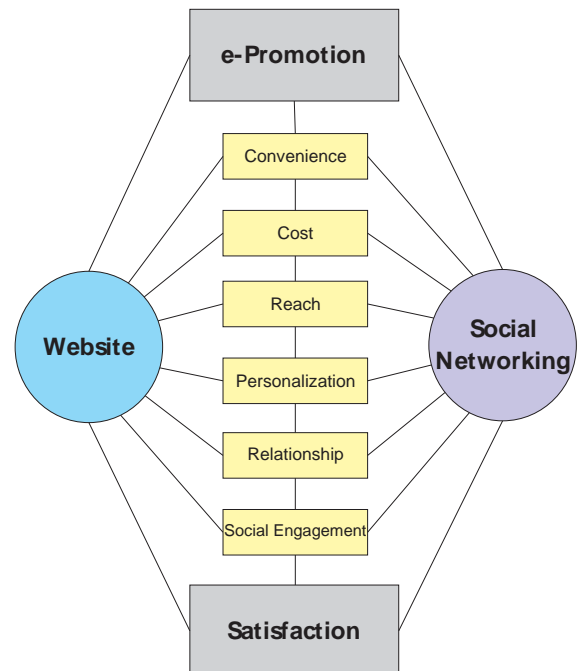 e-Promotion
Convenience
Cost
Reach
Website
Social
Networking
Personalization
Relationship
Social Engagement
Satisfaction